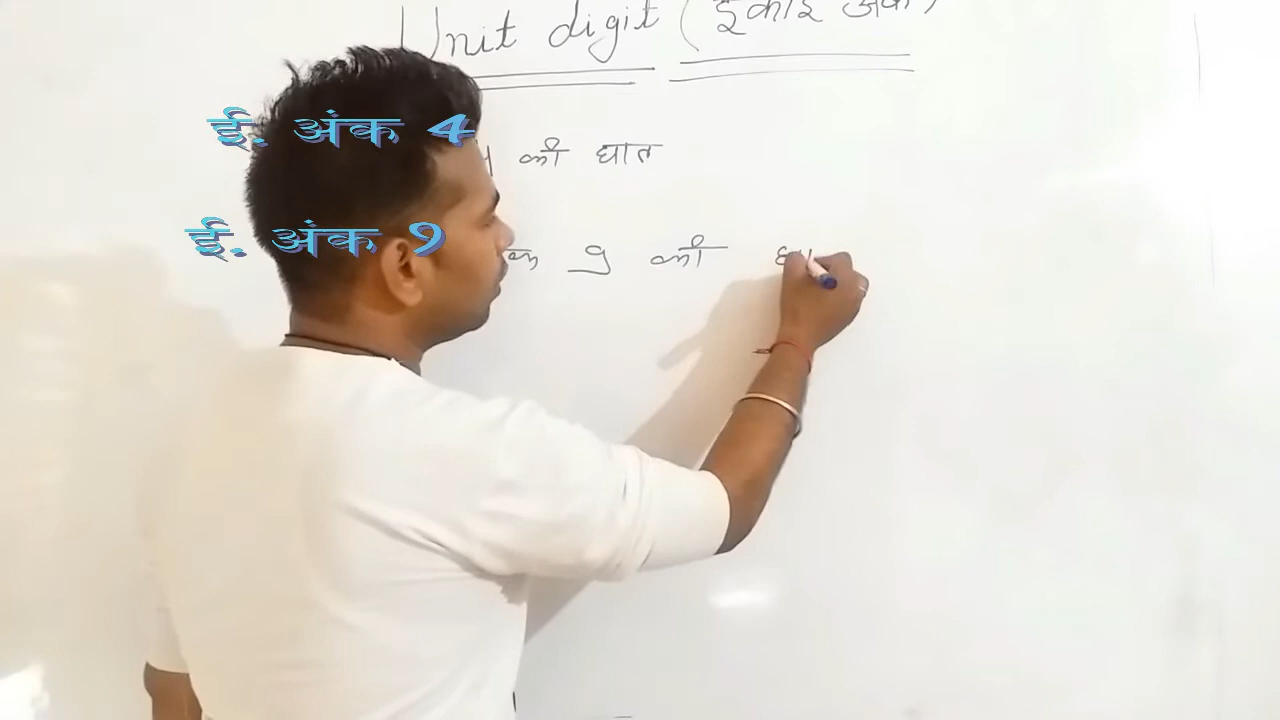 Unit digit (इकाई अंक)
ई. अंक 4
की घात
ई. अंक 9
9 की